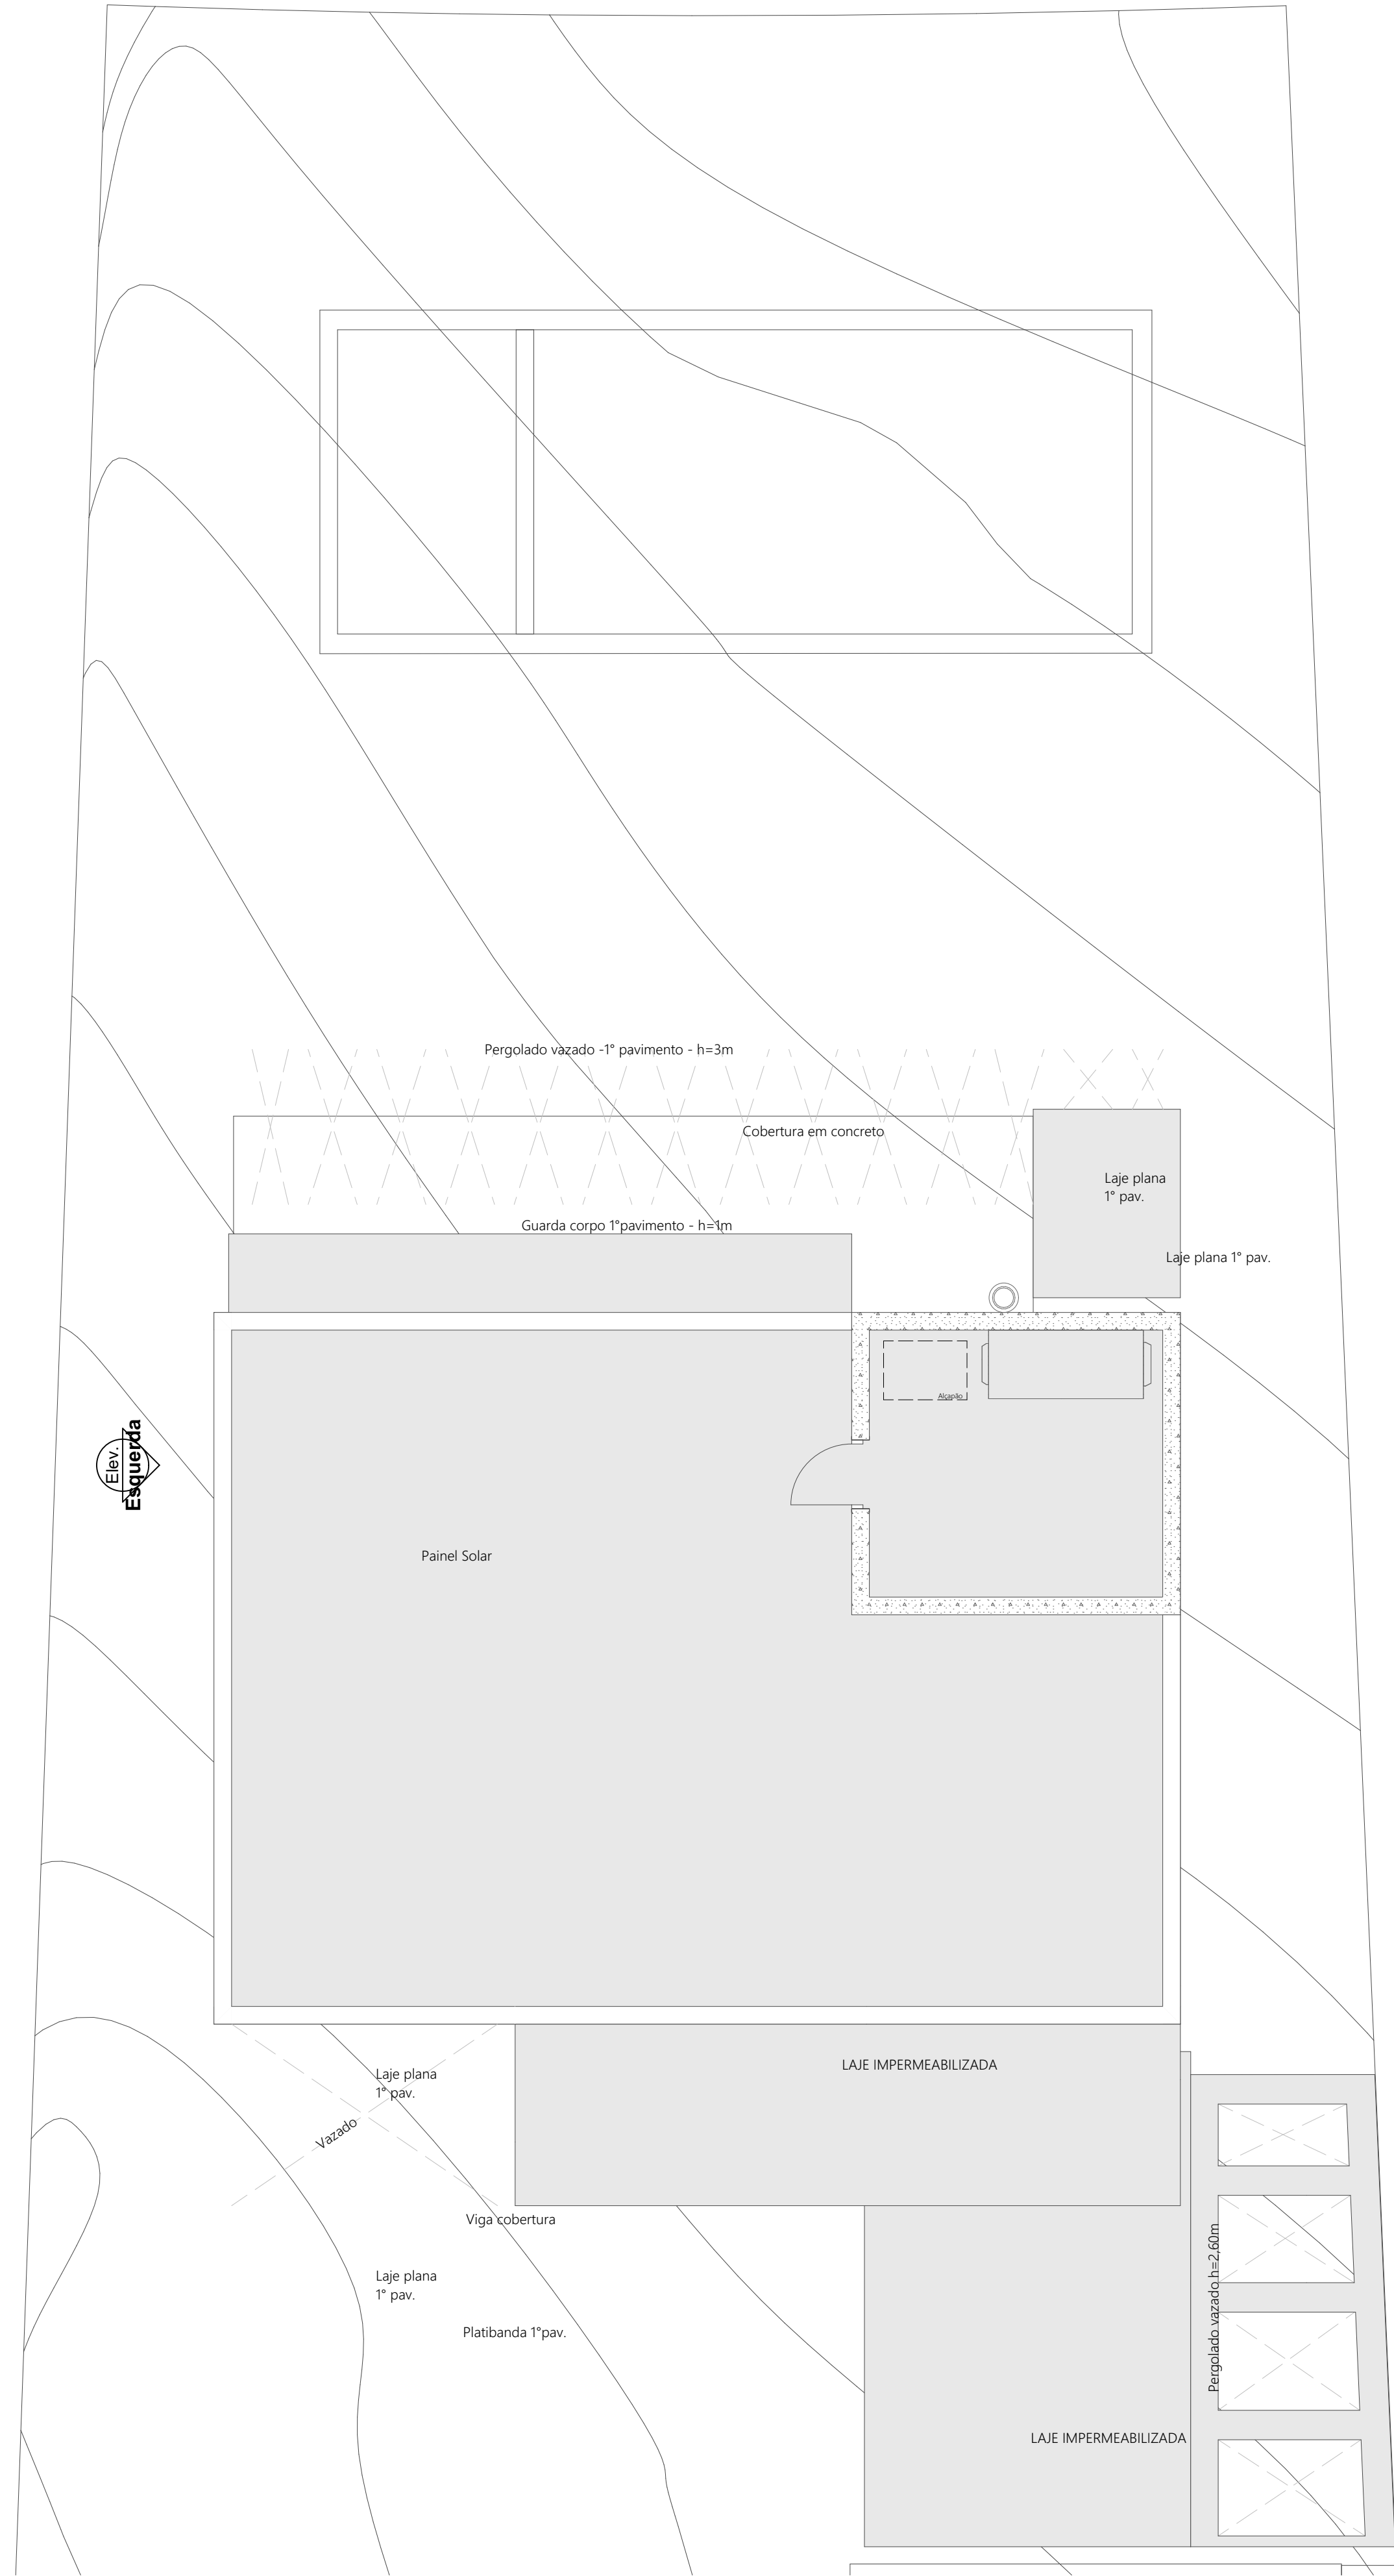 Pergolado vazado -1° pavimento - h=3m
Cobertura em concreto
Laje plana
1° pav.
Guarda corpo 1°pavimento - h=1m
Laje plana 1° pav.
Alçapão
Elev.
Esquerda
Painel Solar
LAJE IMPERMEABILIZADA
Laje plana
1° pav.
Vazado
Viga cobertura
Pergolado vazado h=2,60m
Laje plana
1° pav.
Platibanda 1°pav.
LAJE IMPERMEABILIZADA